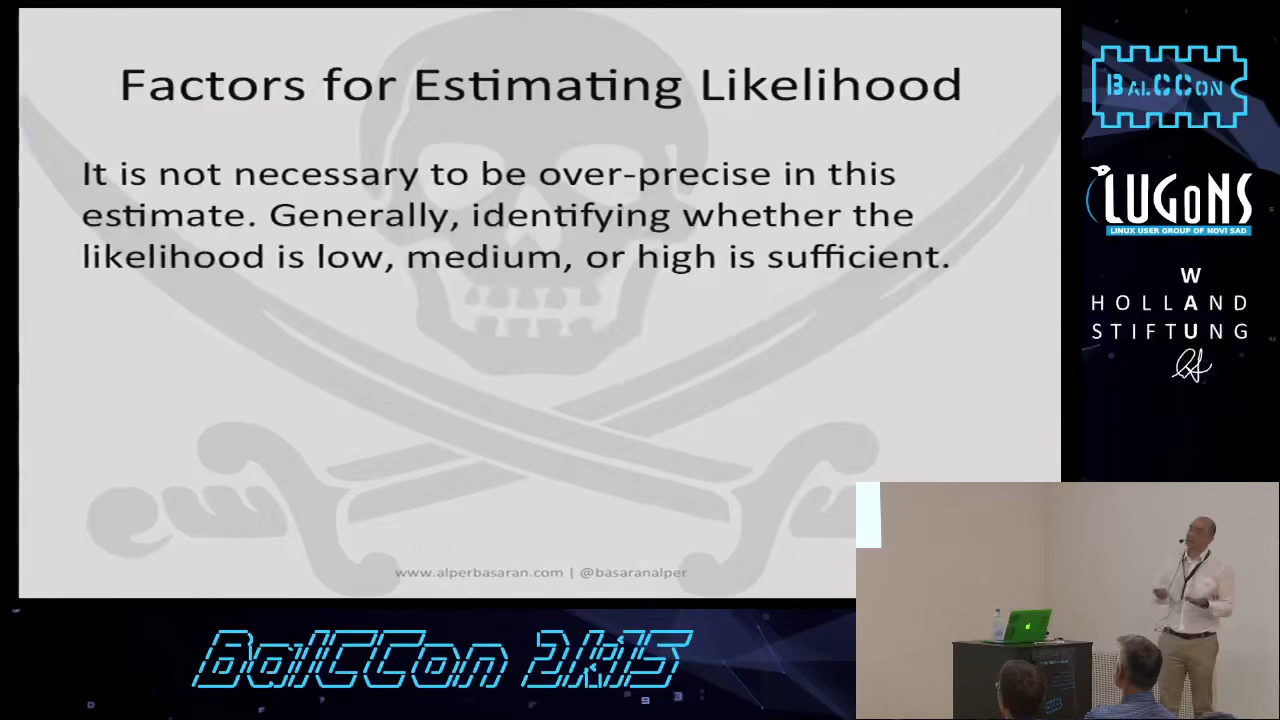 Factors for Estimating Likelihood
It is not necessary to be over-precise in this
estimate. Generally, identifying whether the
likelihood is low, medium, or high is sufficient.
www.alperbasaran.com | @basaranalper
BalCCon
LUGoNS
LINUX USER GROUP OF NOVI SAD
W
HOLLAND
A
STIFTUNG
BalCCon 2k15